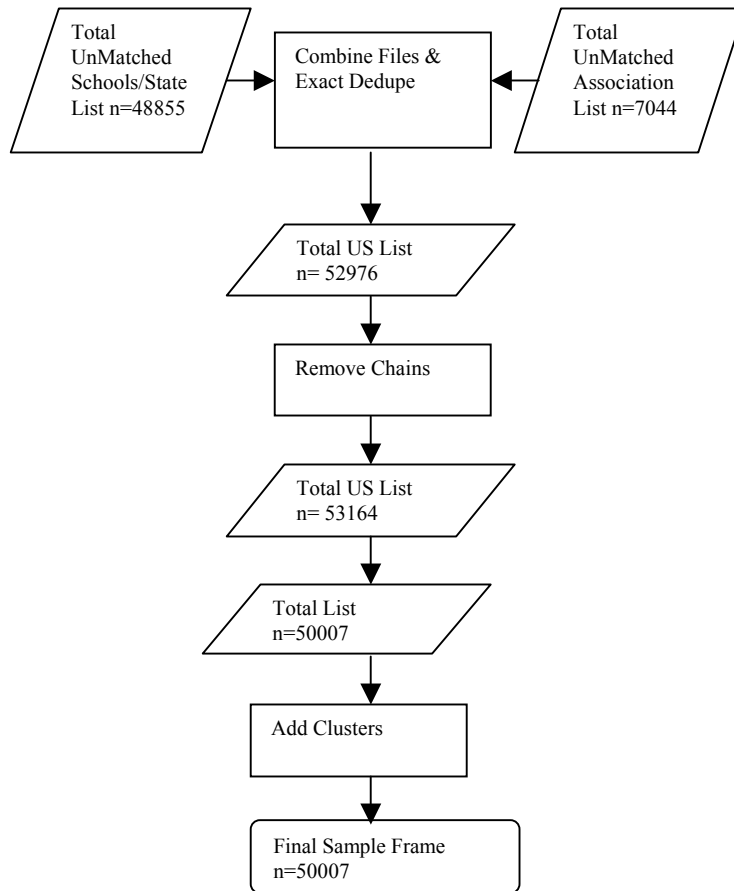 Total
UnMatched
Schools/State
List n=48855
Combine Files &
Exact Dedupe
Total
UnMatched
Association
List n=7044
Total US List
n= 52976
Remove Chains
Total US List
n= 53164
Total List
n=50007
Add Clusters
Final Sample Frame
n=50007